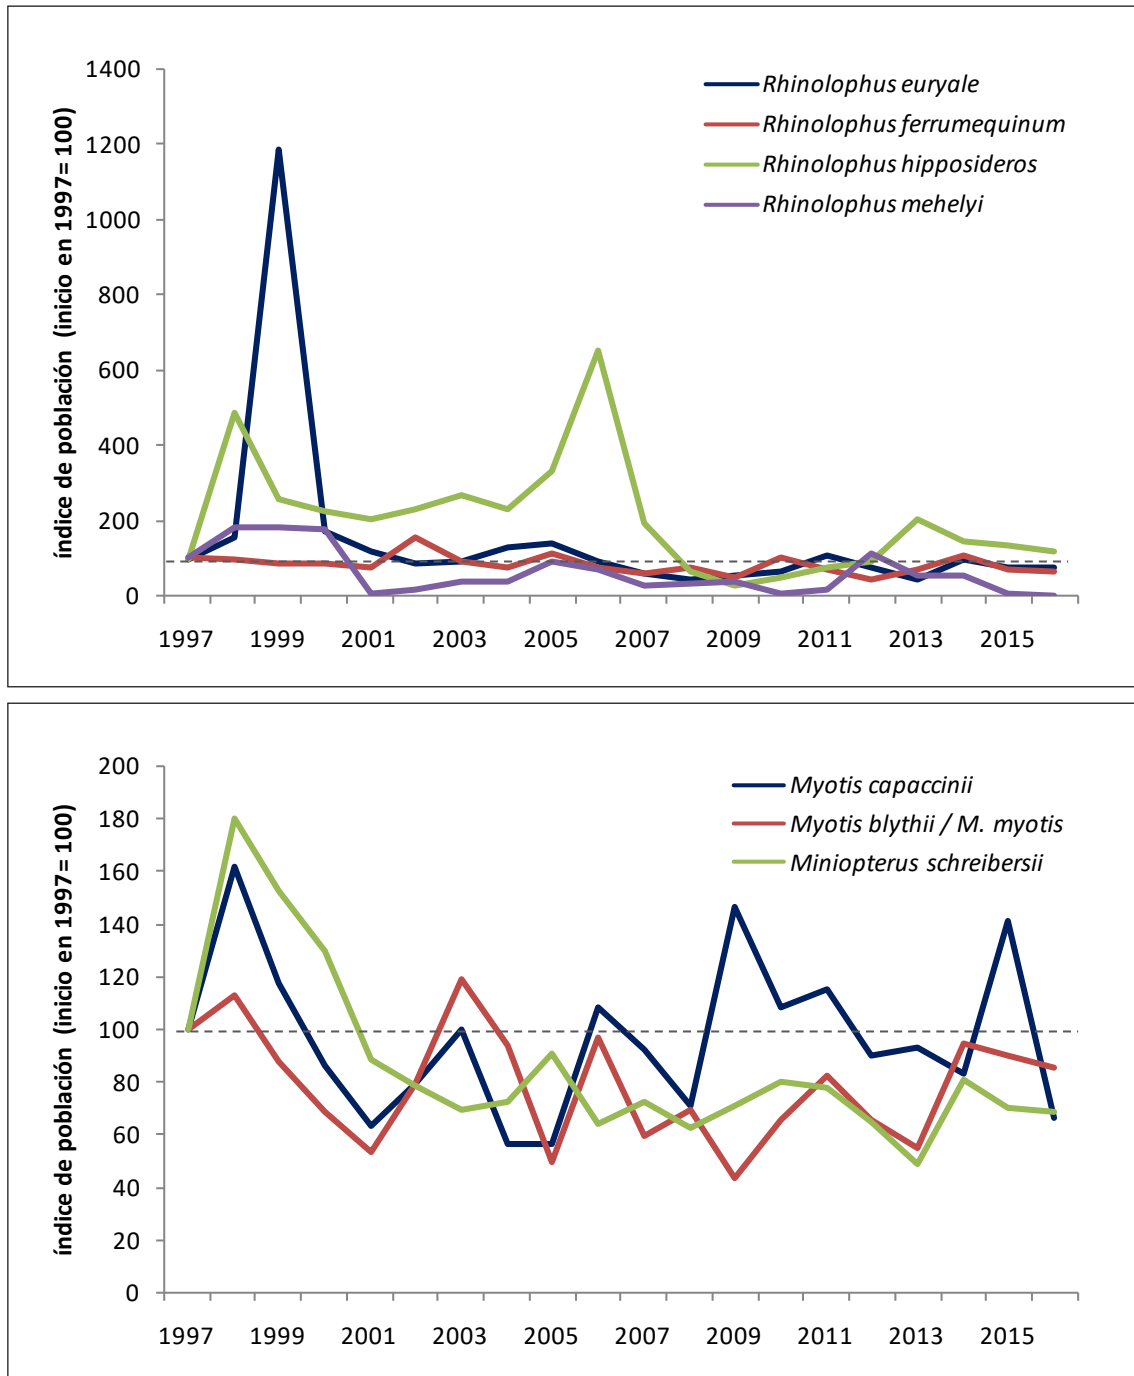 índice de población (inicio en 1997= 100)
1400
1200
1000
800
600
400
200
0
Rhinolophus euryale
Rhinolophus ferrumequinum
Rhinolophus hipposideros
Rhinolophus mehelyi
1997 1999 2001 2003 2005 2007 2009 2011 2013 2015
índice de población (inicio en 1997= 100)
200
180
160
140
120
100
80
60
40
20
0
Myotis capaccinii
Myotis blythii / M. myotis
Miniopterus schreibersii
1997 1999 2001 2003 2005 2007 2009 2011 2013 2015